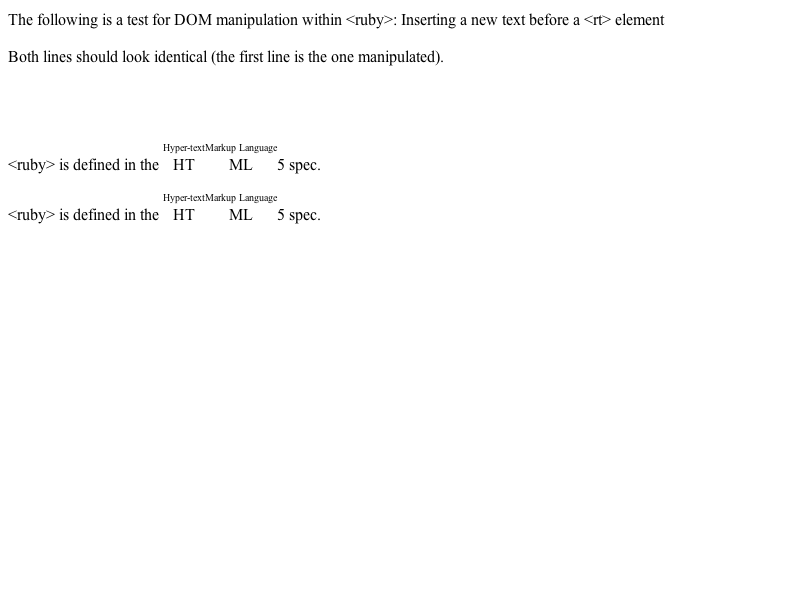 The following is a test for DOM manipulation within <ruby>: Inserting a new text before a <rt> element
Both lines should look identical (the first line is the one manipulated).
Hyper-textMarkup Language
<ruby> is defined in the HT ML 5 spec.
Hyper-textMarkup Language
<ruby> is defined in the HT ML 5 spec.